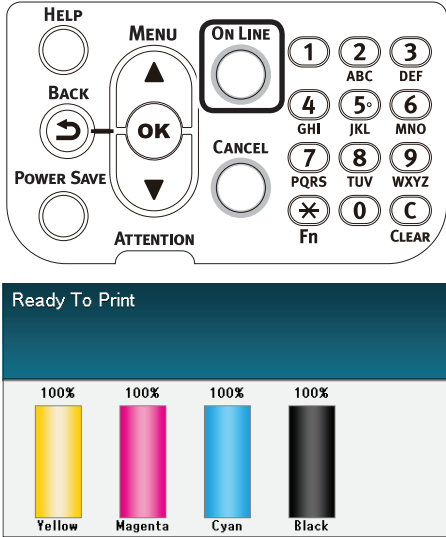 HELP
MENU
ON LINE
1 2 3
ABC DEF
BACK
4 5 6
GHI JKL MNO
OK
CANCEL
7 8 9
PQRS TUV WXYZ
POWER SAVE
0 C
Fn CLEAR
ATTENTION
Ready To Print
100% 100% 100% 100%
Yellow Magenta Cyan Black